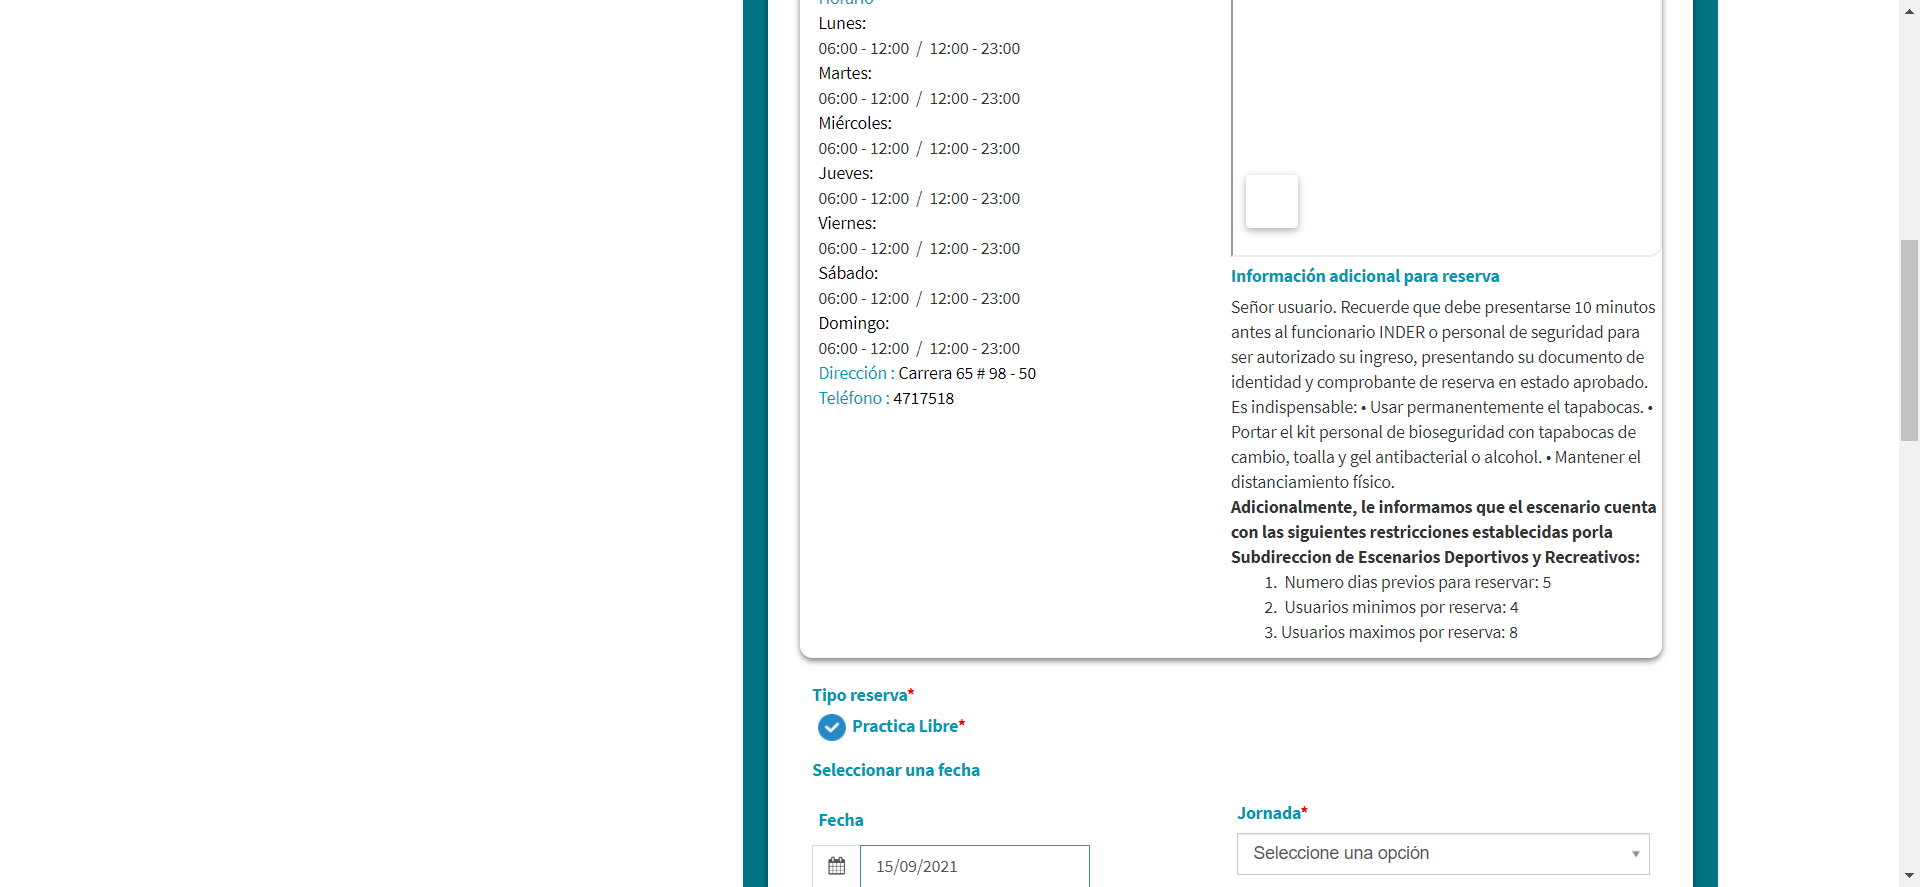 Horario
Lunes:
06:00 - 12:00 / 12:00 - 23:00
Martes:
06:00 - 12:00 / 12:00 - 23:00
Miércoles:
06:00 - 12:00 / 12:00 - 23:00
Jueves:
06:00 - 12:00 / 12:00 - 23:00
Viernes:
06:00 - 12:00 / 12:00 - 23:00
Sábado:
06:00 - 12:00 / 12:00 - 23:00
Domingo:
06:00 - 12:00 / 12:00 - 23:00
Dirección : Carrera 65 # 98 - 50
Teléfono : 4717518
Información adicional para reserva
Señor usuario. Recuerde que debe presentarse 10 minutos
antes al funcionario INDER o personal de seguridad para
ser autorizado su ingreso, presentando su documento de
identidad y comprobante de reserva en estado aprobado.
Es indispensable: • Usar permanentemente el tapabocas. •
Portar el kit personal de bioseguridad con tapabocas de
cambio, toalla y gel antibacterial o alcohol. • Mantener el
distanciamiento físico.
Adicionalmente, le informamos que el escenario cuenta
con las siguientes restricciones establecidas porla
Subdireccion de Escenarios Deportivos y Recreativos:
1. Numero dias previos para reservar: 5
2. Usuarios minimos por reserva: 4
3. Usuarios maximos por reserva: 8
Tipo reserva*
Practica Libre*
Seleccionar una fecha
Fecha
15/09/2021
Jornada*
Seleccione una opción